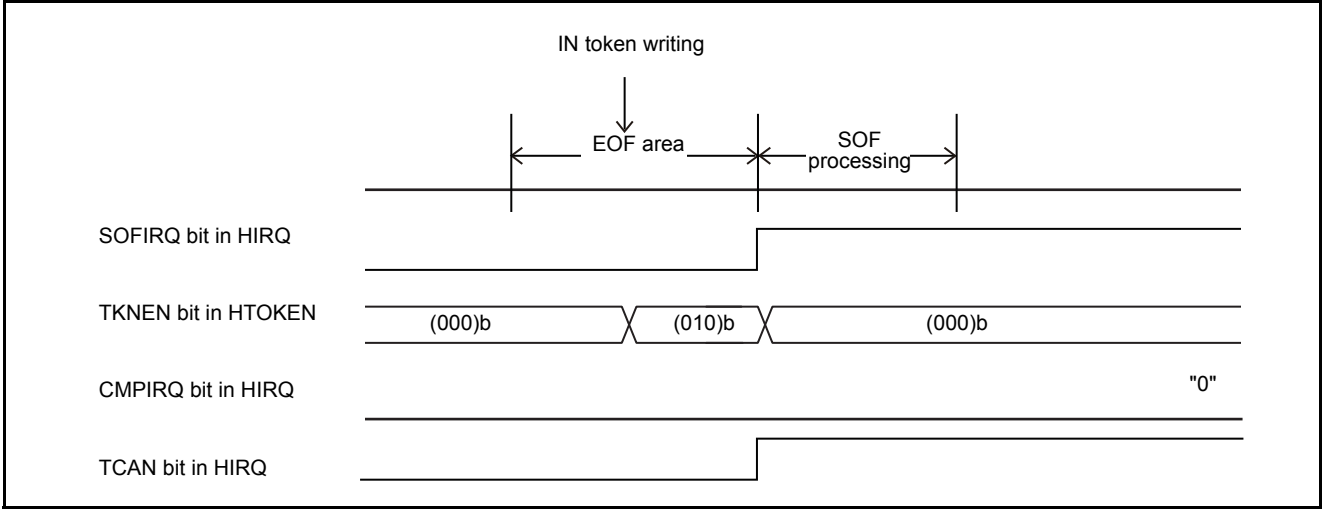 IN token writing
EOF area
SOF
processing
SOFIRQ bit in HIRQ
TKNEN bit in HTOKEN
(000)b
(010)b
(000)b
CMPIRQ bit in HIRQ
"0"
TCAN bit in HIRQ